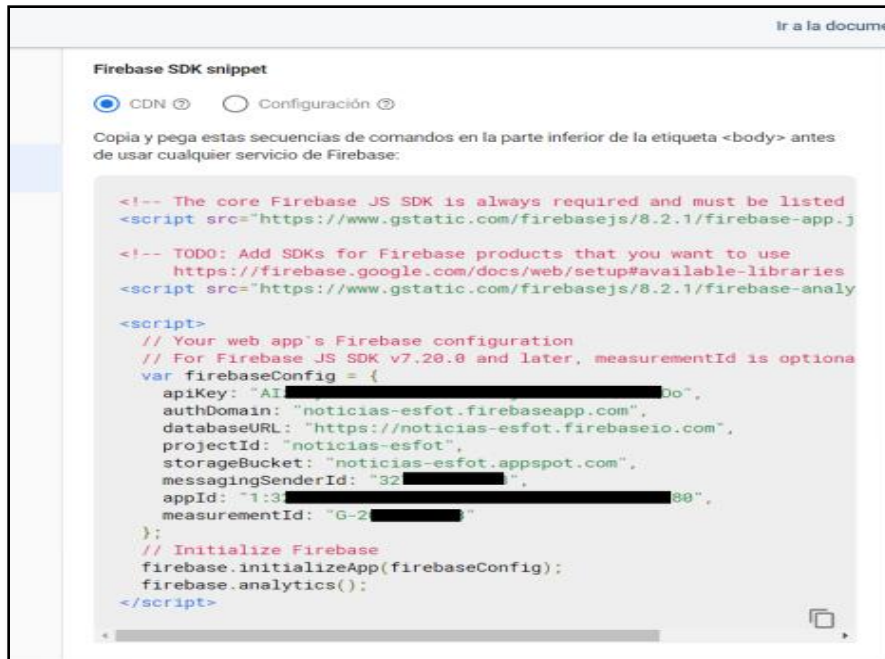 Ir a la docume
Firebase SDK snippet
CDN Configuración
Copia y pega estas secuencias de comandos en la parte inferior de la etiqueta <body> antes
de usar cualquier servicio de Firebase:
<!-- The core Firebase JS SDK is always required and must be listed
<script src="https://www.gstatic.com/firebasejs/8.2.1/firebase-app.j
<!-- TODO: Add SDKs for Firebase products that you want to use
https://firebase.google.com/docs/web/setup#available-libraries
<script src="https://www.gstatic.com/firebasejs/8.2.1/firebase-analy
<script>
// Your web app's Firebase configuration
// For Firebase JS SDK v7.20.0 and later, measurementId is optiona
var firebaseConfig = {
apiKey: "AI Do",
authDomain: "noticias-esfot.firebaseapp.com",
databaseURL: "https://noticias-esfot.firebaseio.com",
projectId: "noticias-esfot",
storageBucket: "noticias-esfot.appspot.com",
messagingSenderId: "32 ",
appId: "1:32 80",
measurementId: "G-2 "
};
// Initialize Firebase
firebase.initializeApp(firebaseConfig);
firebase.analytics();
</script>